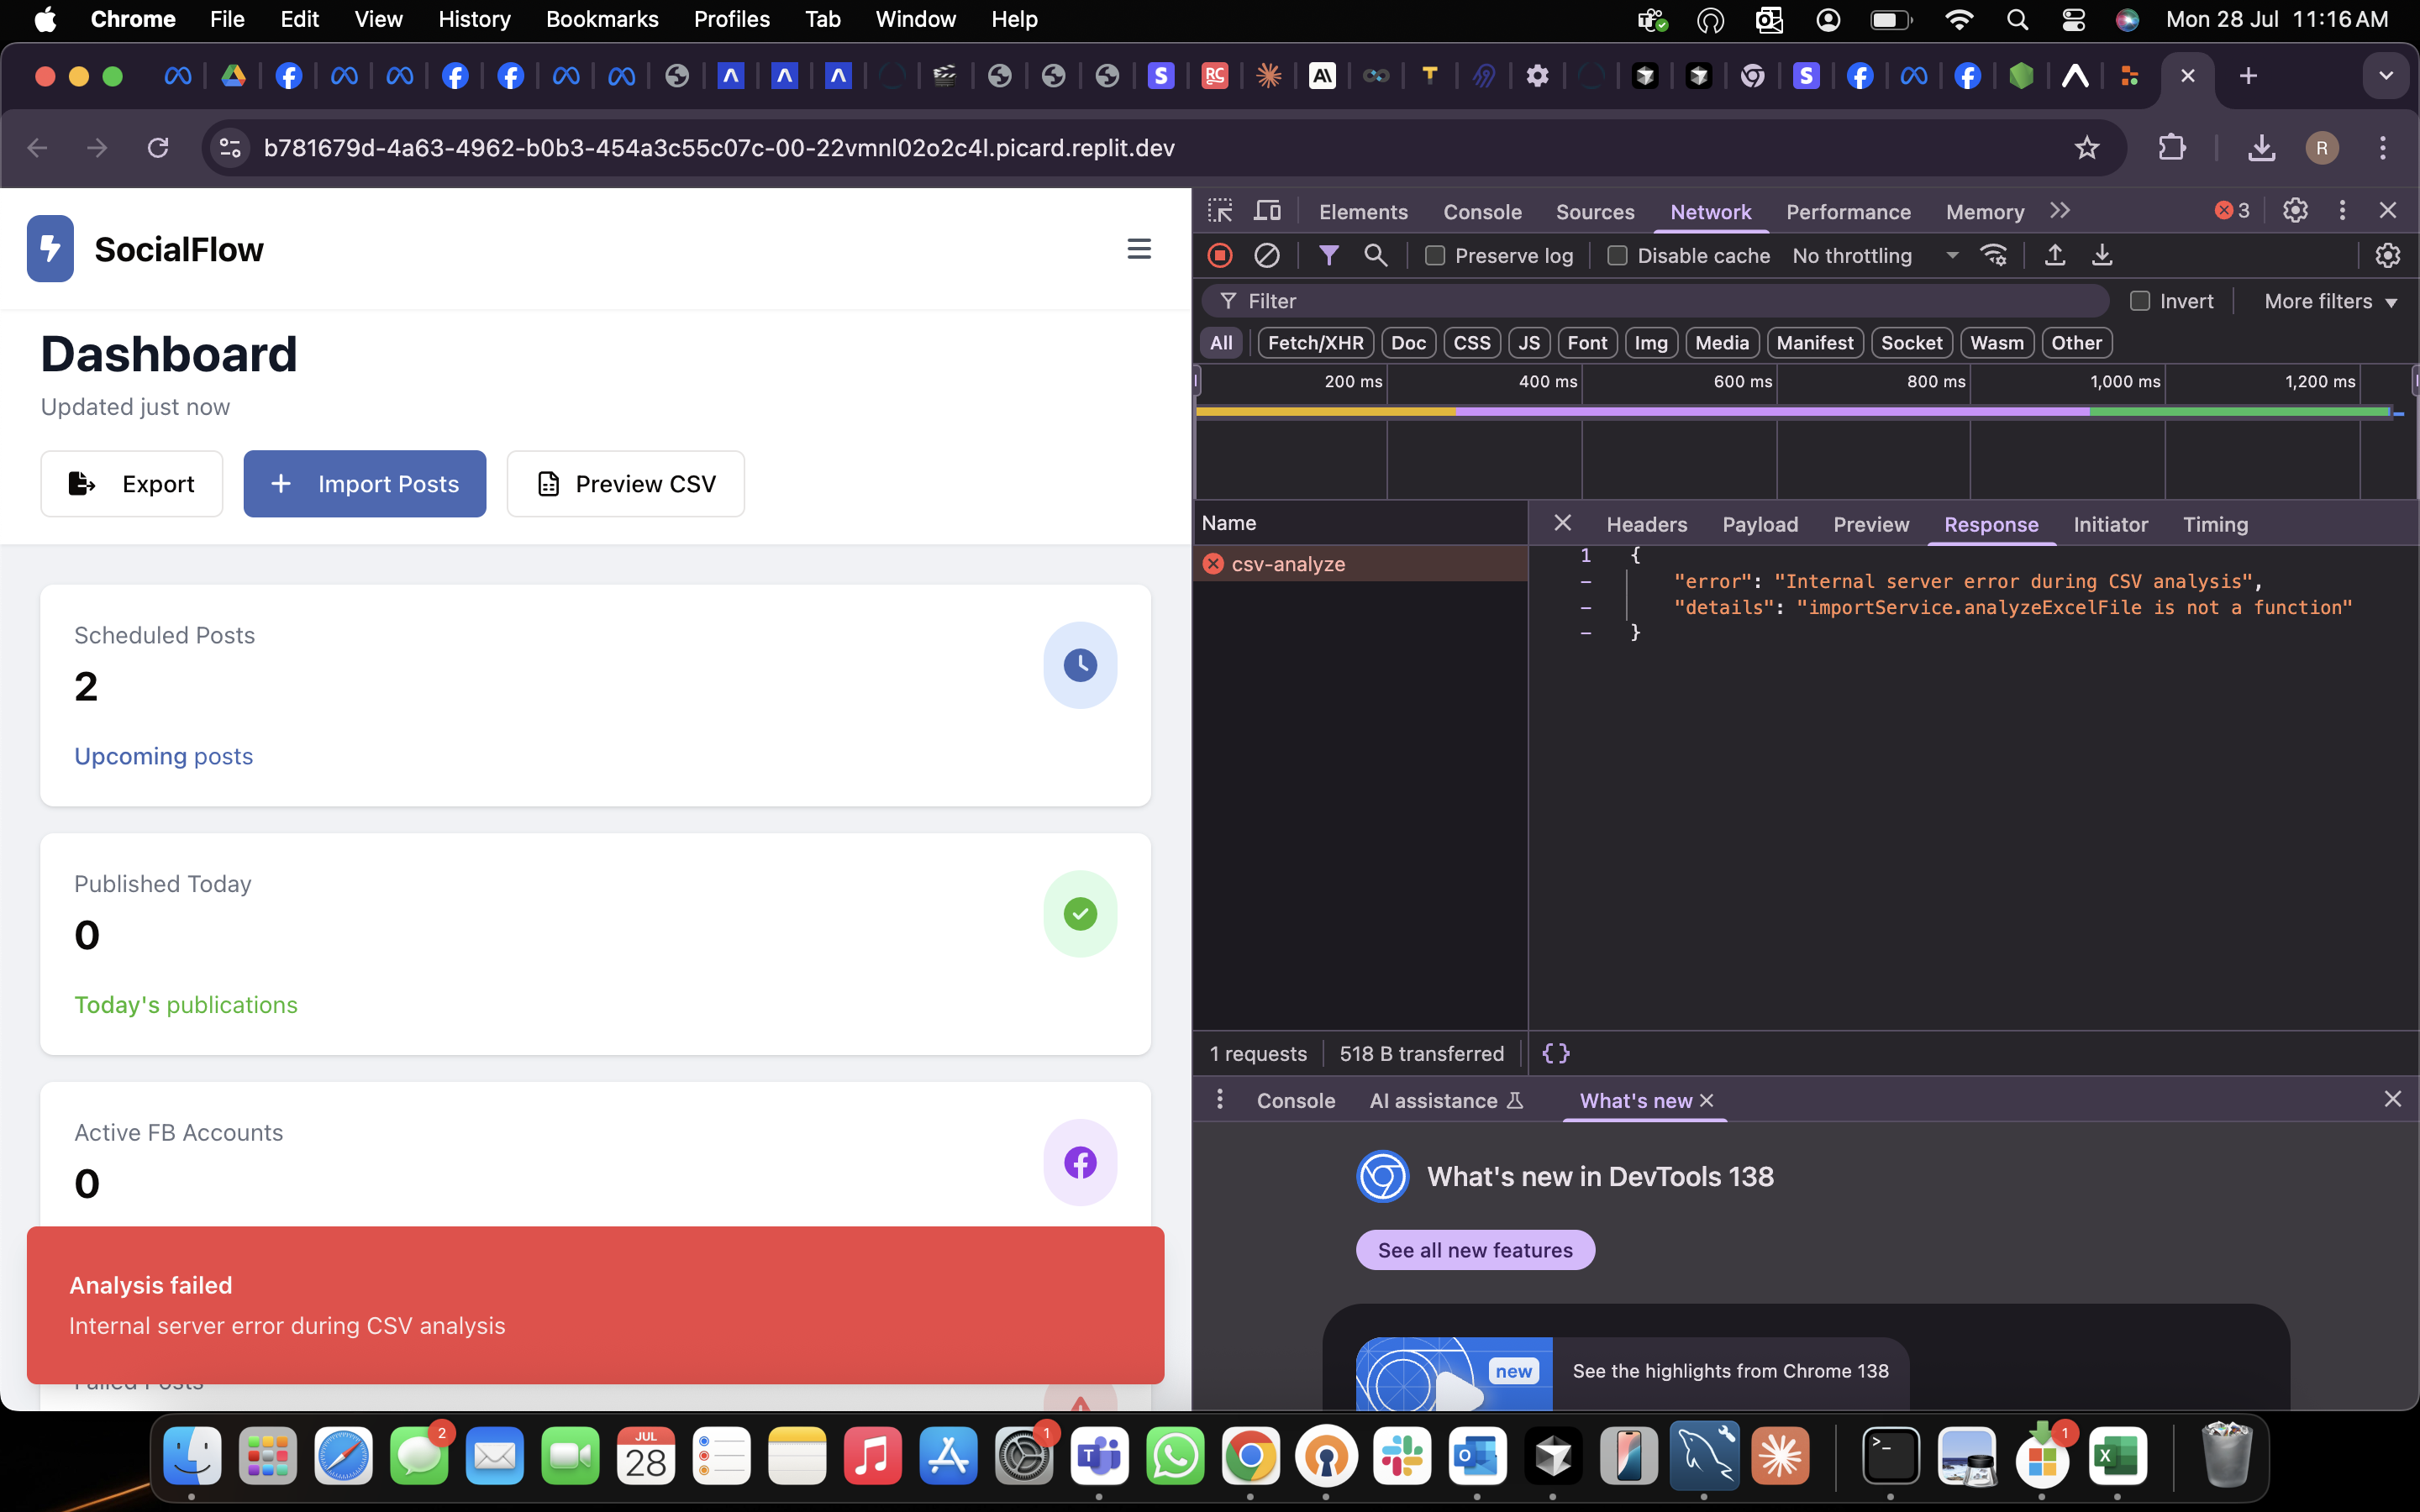 Chrome File Edit View History Bookmarks Profiles Tab Window Help Mon 28 Jul 11:16 AM
b781679d-4a63-4962-b0b3-454a3c55c07c-00-22vmnl02o2c4l.picard.replit.dev
R
SocialFlow
Dashboard
Updated just now
Export
Import Posts
Preview CSV
Scheduled Posts
2
Upcoming posts
Published Today
0
Today's publications
Active FB Accounts
0
Analysis failed
Internal server error during CSV analysis
Failed Posts
Elements Console Sources Network Performance Memory 3
Preserve log Disable cache No throttling
Filter Invert More filters
All Fetch/XHR Doc CSS JS Font Img Media Manifest Socket Wasm Other
200 ms 400 ms 600 ms 800 ms 1,000 ms 1,200 ms
Name
csv-analyze
Headers Payload Preview Response Initiator Timing
1 {
"error": "Internal server error during CSV analysis",
"details": "importService.analyzeExcelFile is not a function"
}
1 requests 518 B transferred { }
Console AI assistance What's new
What's new in DevTools 138
See all new features
new
See the highlights from Chrome 138
2
JUL
28
1
1